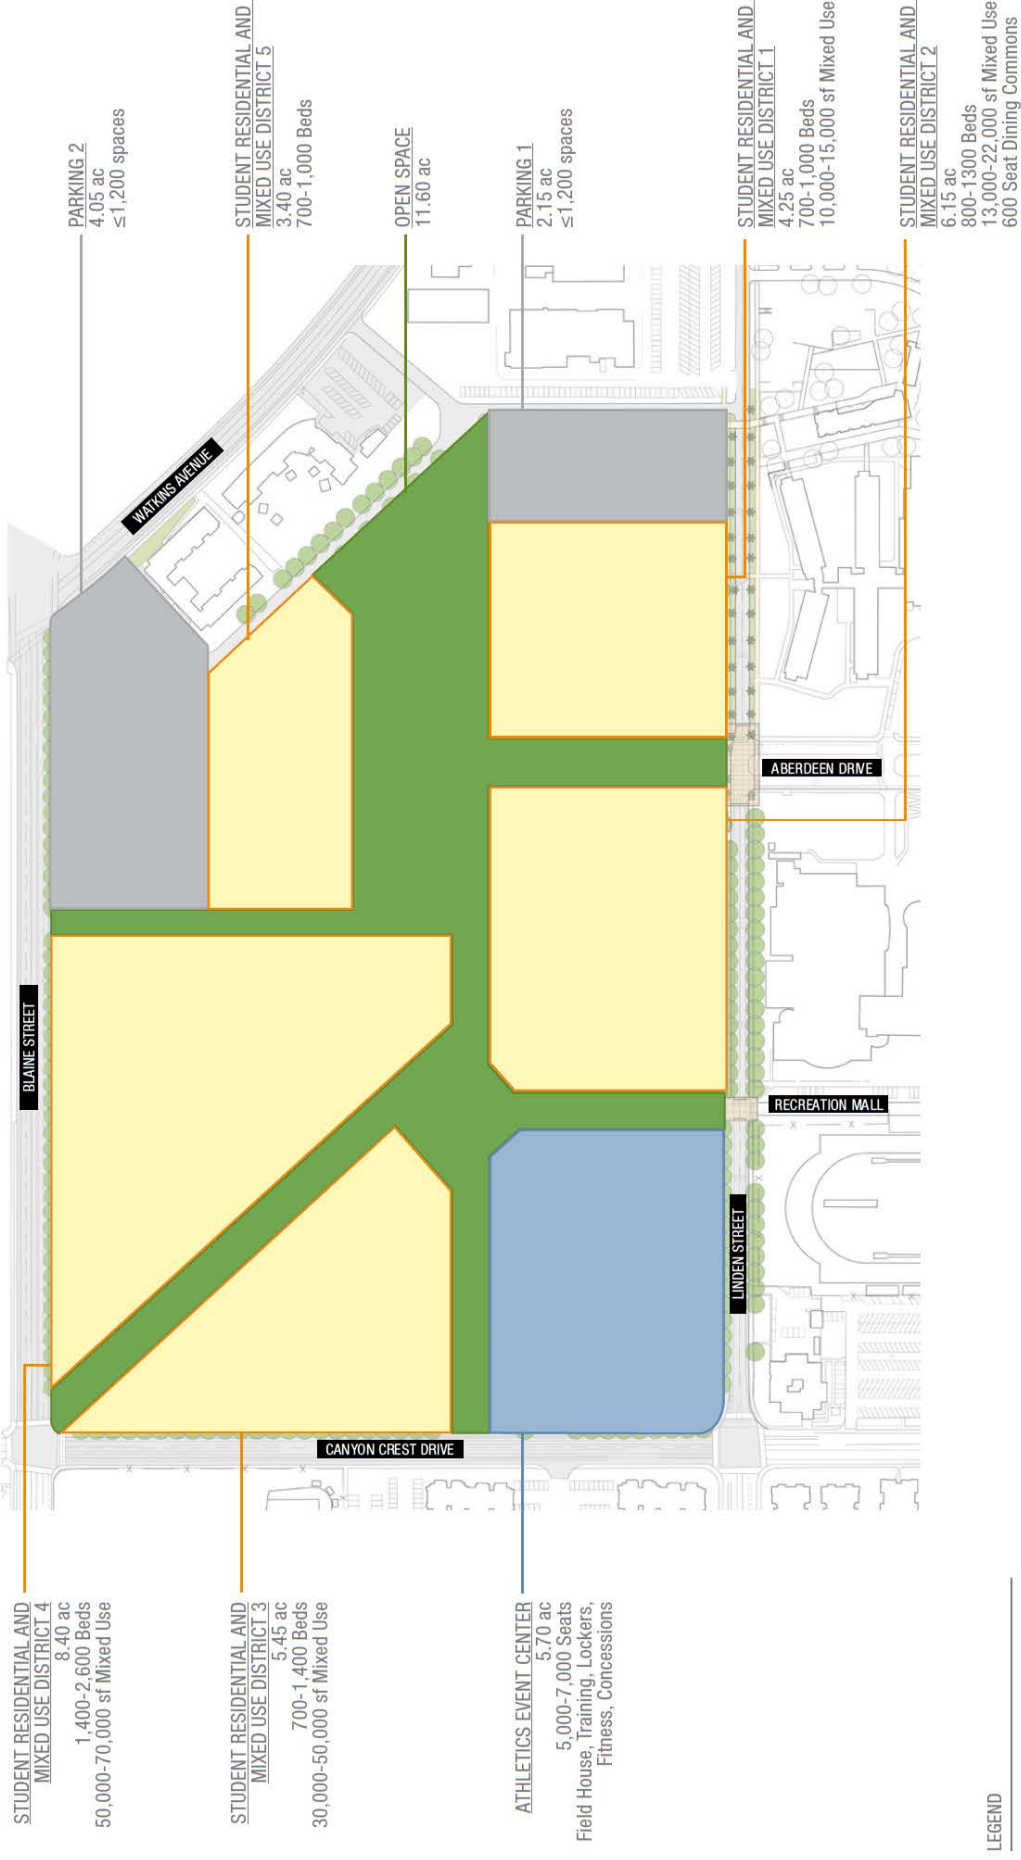 PARKING 2
4.05 ac
≤1,200 spaces
STUDENT RESIDENTIAL AND
MIXED USE DISTRICT 5
3.40 ac
700-1,000 Beds
OPEN SPACE
11.60 ac
PARKING 1
2.15 ac
≤1,200 spaces
STUDENT RESIDENTIAL AND
MIXED USE DISTRICT 1
4.25 ac
700-1,000 Beds
10,000-15,000 sf Mixed Use
STUDENT RESIDENTIAL AND
MIXED USE DISTRICT 2
6.15 ac
800-1300 Beds
13,000-22,000 sf Mixed Use
600 Seat Dining Commons
WATKINS AVENUE
BLAINE STREET
ABERDEEN DRIVE
RECREATION MALL
LINDEN STREET
CANYON CREST DRIVE
STUDENT RESIDENTIAL AND
MIXED USE DISTRICT 4
8.40 ac
1,400-2,600 Beds
50,000-70,000 sf Mixed Use
STUDENT RESIDENTIAL AND
MIXED USE DISTRICT 3
5.45 ac
700-1,400 Beds
30,000-50,000 sf Mixed Use
ATHLETICS EVENT CENTER
5.70 ac
5,000-7,000 Seats
Field House, Training, Lockers,
Fitness, Concessions
LEGEND